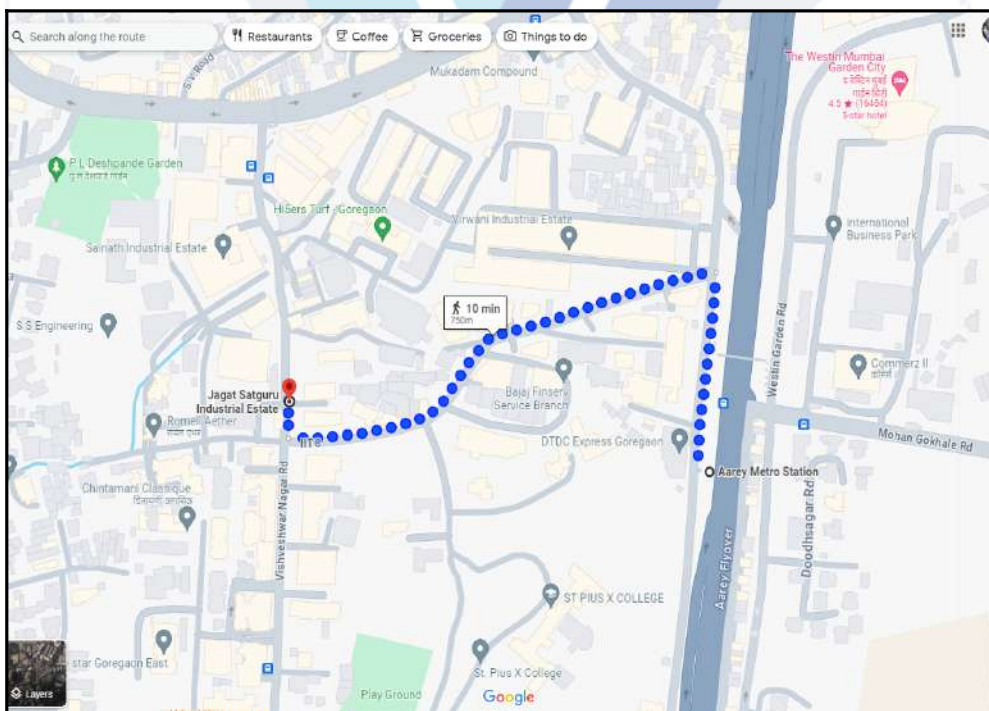 Search along the route
Restaurants
Coffee
Groceries
Things to do
S V Road
Mukadam Compound
The Westin Mumbai
Garden City
4.5 ★ (16404)
5-star hotel
P L Deshpande Garden
HiSers Turf - Goregaon
Virwani Industrial Estate
International
Business Park
Sainath Industrial Estate
10 min
750m
S S Engineering
Westin Garden Rd
Jagat Satguru
Industrial Estate
Commerz II
Bajaj Finserv
Service Branch
Romell Aether
IITC
DTDC Express Goregaon
Mohan Gokhale Rd
Aarey Metro Station
Chintamani Classique
Vishveshwar Nagar Rd
Doodhsagar Rd
Aarey Flyover
ST PIUS X COLLEGE
star Goregaon East
St. Pius X College
Layers
Play Ground
Google